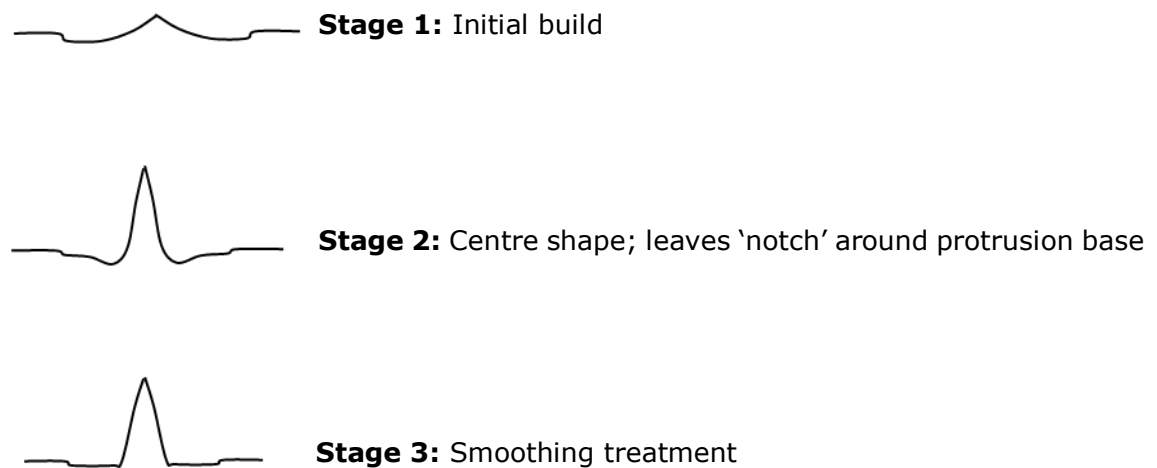 Stage 1: Initial build
Stage 2: Centre shape; leaves ‘notch’ around protrusion base
Stage 3: Smoothing treatment